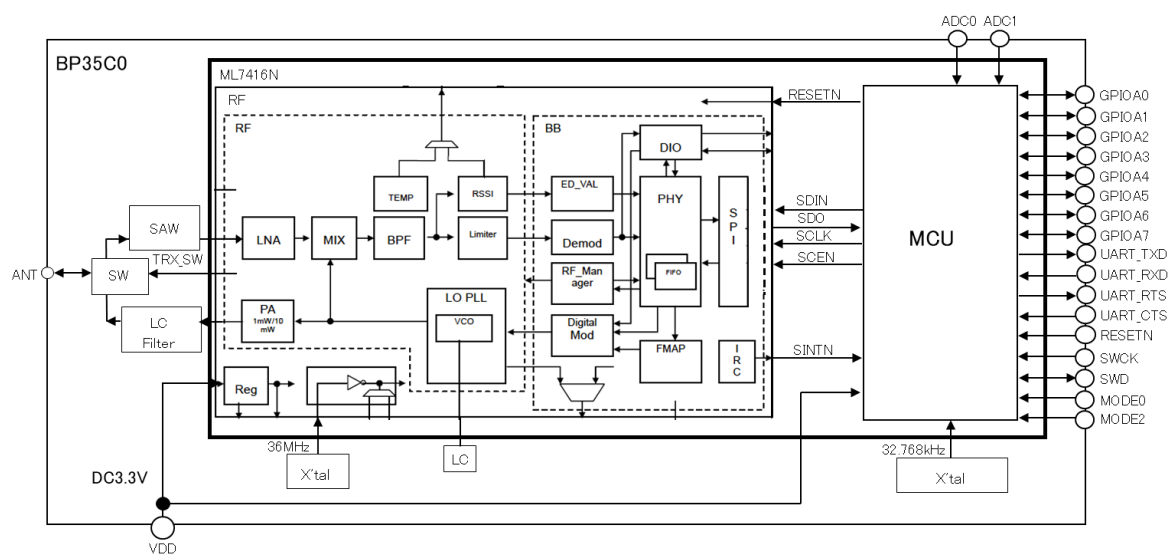 ADC0 ADC1
BP35C0
ML7416N
RF
RESETN
GPIOA0
GPIOA1
GPIOA2
GPIOA3
GPIOA4
GPIOA5
GPIOA6
GPIOA7
UART_TXD
UART_RXD
UART_RTS
UART_CTS
RESETN
SWCK
SWD
MODE0
MODE2
RF
BB
DIO
TEMP
RSSI
ED_VAL
PHY
SPI
SDIN
SDO
SCLK
SCEN
MCU
SAW
LNA
MIX
BPF
Limiter
Demod
ANT
SW
TRX_SW
RF_Man
ager
FIFO
LC
Filter
PA
1mW/10
mW
LO PLL
VCO
Digital
Mod
FMAP
IRC
SINTN
Reg
36MHz
X'tal
LC
32.768kHz
X'tal
DC3.3V
VDD